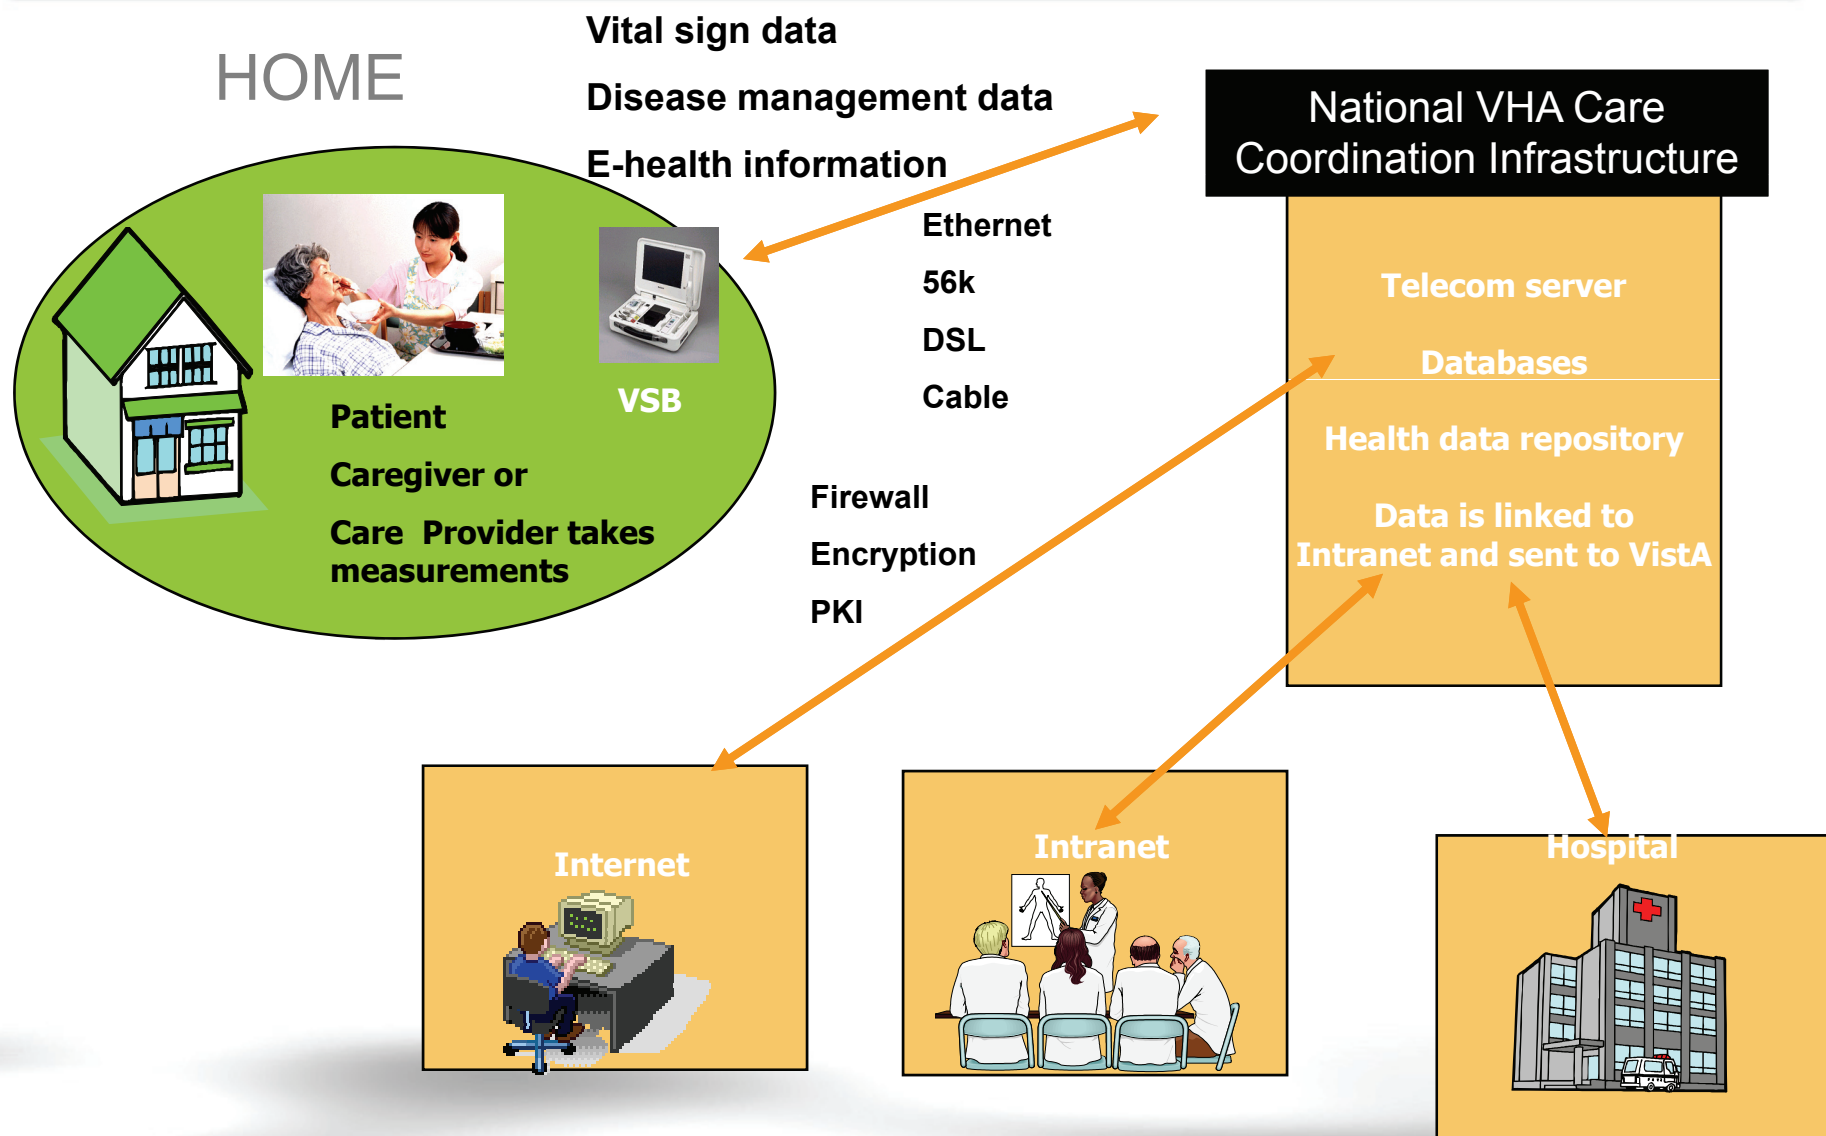 HOME
Vital sign data
Disease management data
E-health information
National VHA Care
Coordination Infrastructure
VSB
Patient
Caregiver or
Care Provider takes
measurements
Ethernet
56k
DSL
Cable
Firewall
Encryption
PKI
Telecom server
Databases
Health data repository
Data is linked to
Intranet and sent to VistA
Internet
Intranet
Hospital